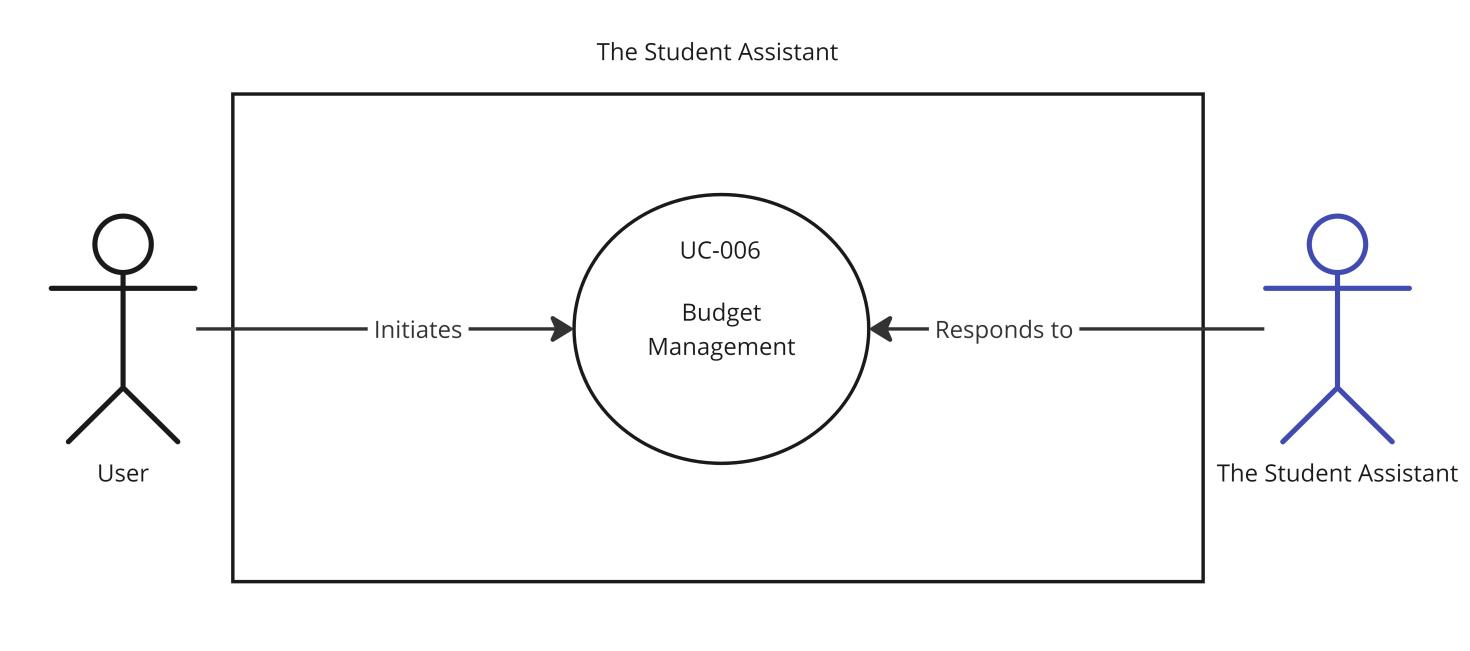 The Student Assistant
UC-006
Budget
Management
Initiates
Responds to
User
The Student Assistant